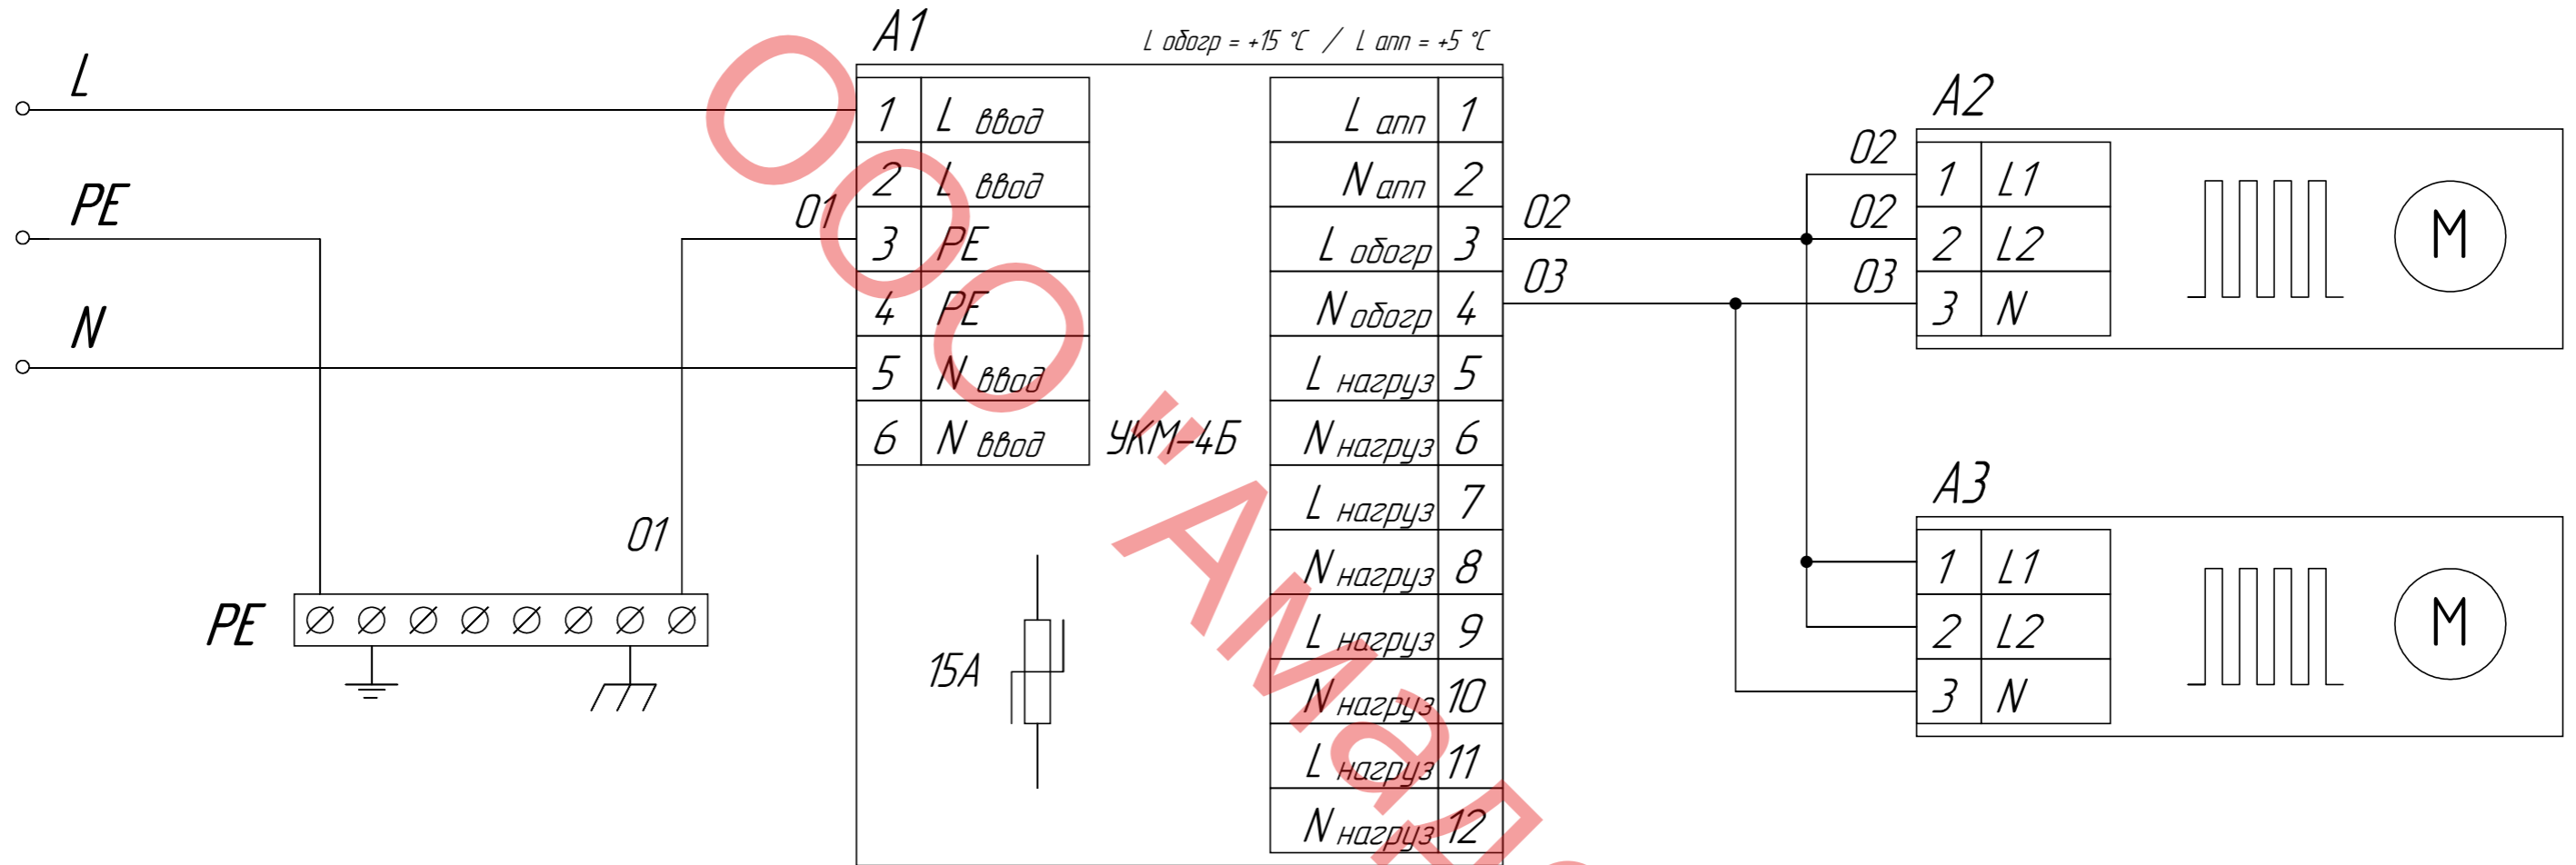 A1
L обогр = +15 °C / L апп = +5 °C
L
PE
N
01
01
PE
1 L ввод
2 L ввод
3 PE
4 PE
5 N ввод
6 N ввод
УКМ-4Б
15А
L апп 1
N апп 2
L обогр 3
N обогр 4
L нагруз 5
N нагруз 6
L нагруз 7
N нагруз 8
L нагруз 9
N нагруз 10
L нагруз 11
N нагруз 12
02
03
02
02
03
A2
1 L1
2 L2
3 N
M
A3
1 L1
2 L2
3 N
M
ООО "АМад